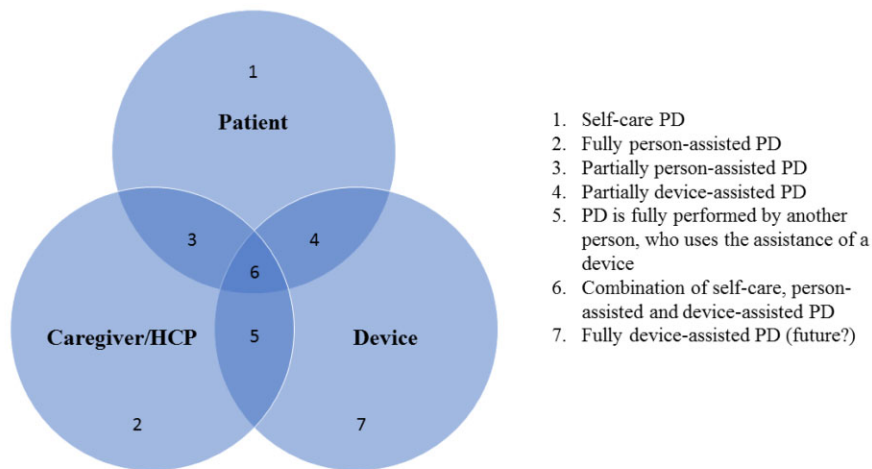 1
Patient
3
4
6
Caregiver/HCP
5
Device
2
7
1. Self-care PD
2. Fully person-assisted PD
3. Partially person-assisted PD
4. Partially device-assisted PD
5. PD is fully performed by another
person, who uses the assistance of a
device
6. Combination of self-care, person-
assisted and device-assisted PD
7. Fully device-assisted PD (future?)